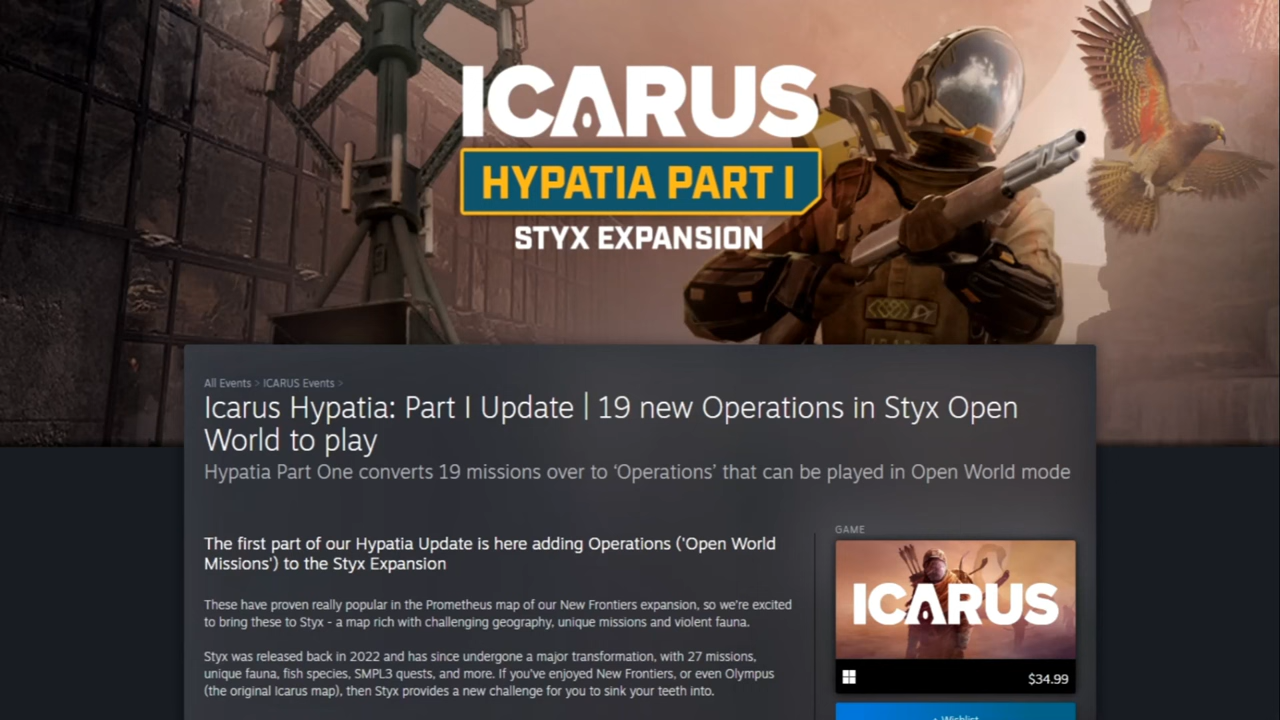 ICARUS
HYPATIA PART I
STYX EXPANSION
All Events > ICARUS Events >
Icarus Hypatia: Part I Update | 19 new Operations in Styx Open
World to play
Hypatia Part One converts 19 missions over to ‘Operations’ that can be played in Open World mode
The first part of our Hypatia Update is here adding Operations ('Open World
Missions') to the Styx Expansion
These have proven really popular in the Prometheus map of our New Frontiers expansion, so we're excited
to bring these to Styx - a map rich with challenging geography, unique missions and violent fauna.
Styx was released back in 2022 and has since undergone a major transformation, with 27 missions,
unique fauna, fish species, SMPL3 quests, and more. If you've enjoyed New Frontiers, or even Olympus
(the original Icarus map), then Styx provides a new challenge for you to sink your teeth into.
GAME
ICARUS
$34.99
+ Wishlist